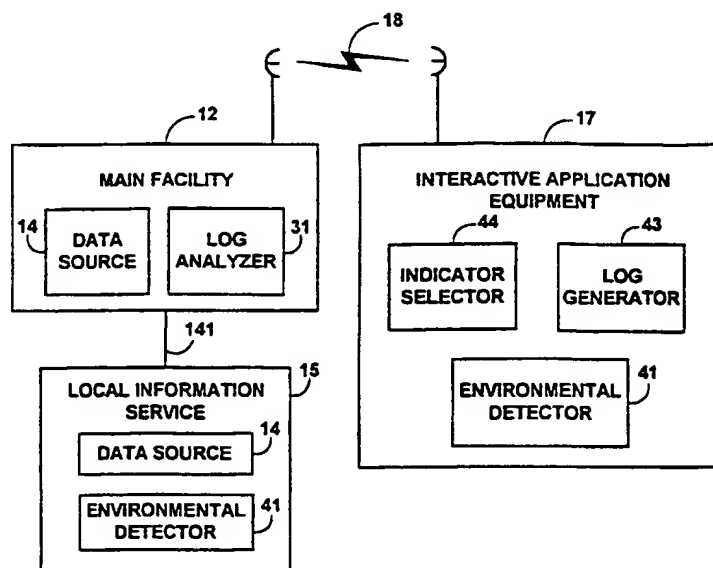 18
12
17
MAIN FACILITY
INTERACTIVE APPLICATION
EQUIPMENT
14
DATA
SOURCE
LOG
ANALYZER
31
44
43
INDICATOR
SELECTOR
LOG
GENERATOR
141
LOCAL INFORMATION
SERVICE
15
14
DATA SOURCE
ENVIRONMENTAL
DETECTOR
41
ENVIRONMENTAL
DETECTOR
41